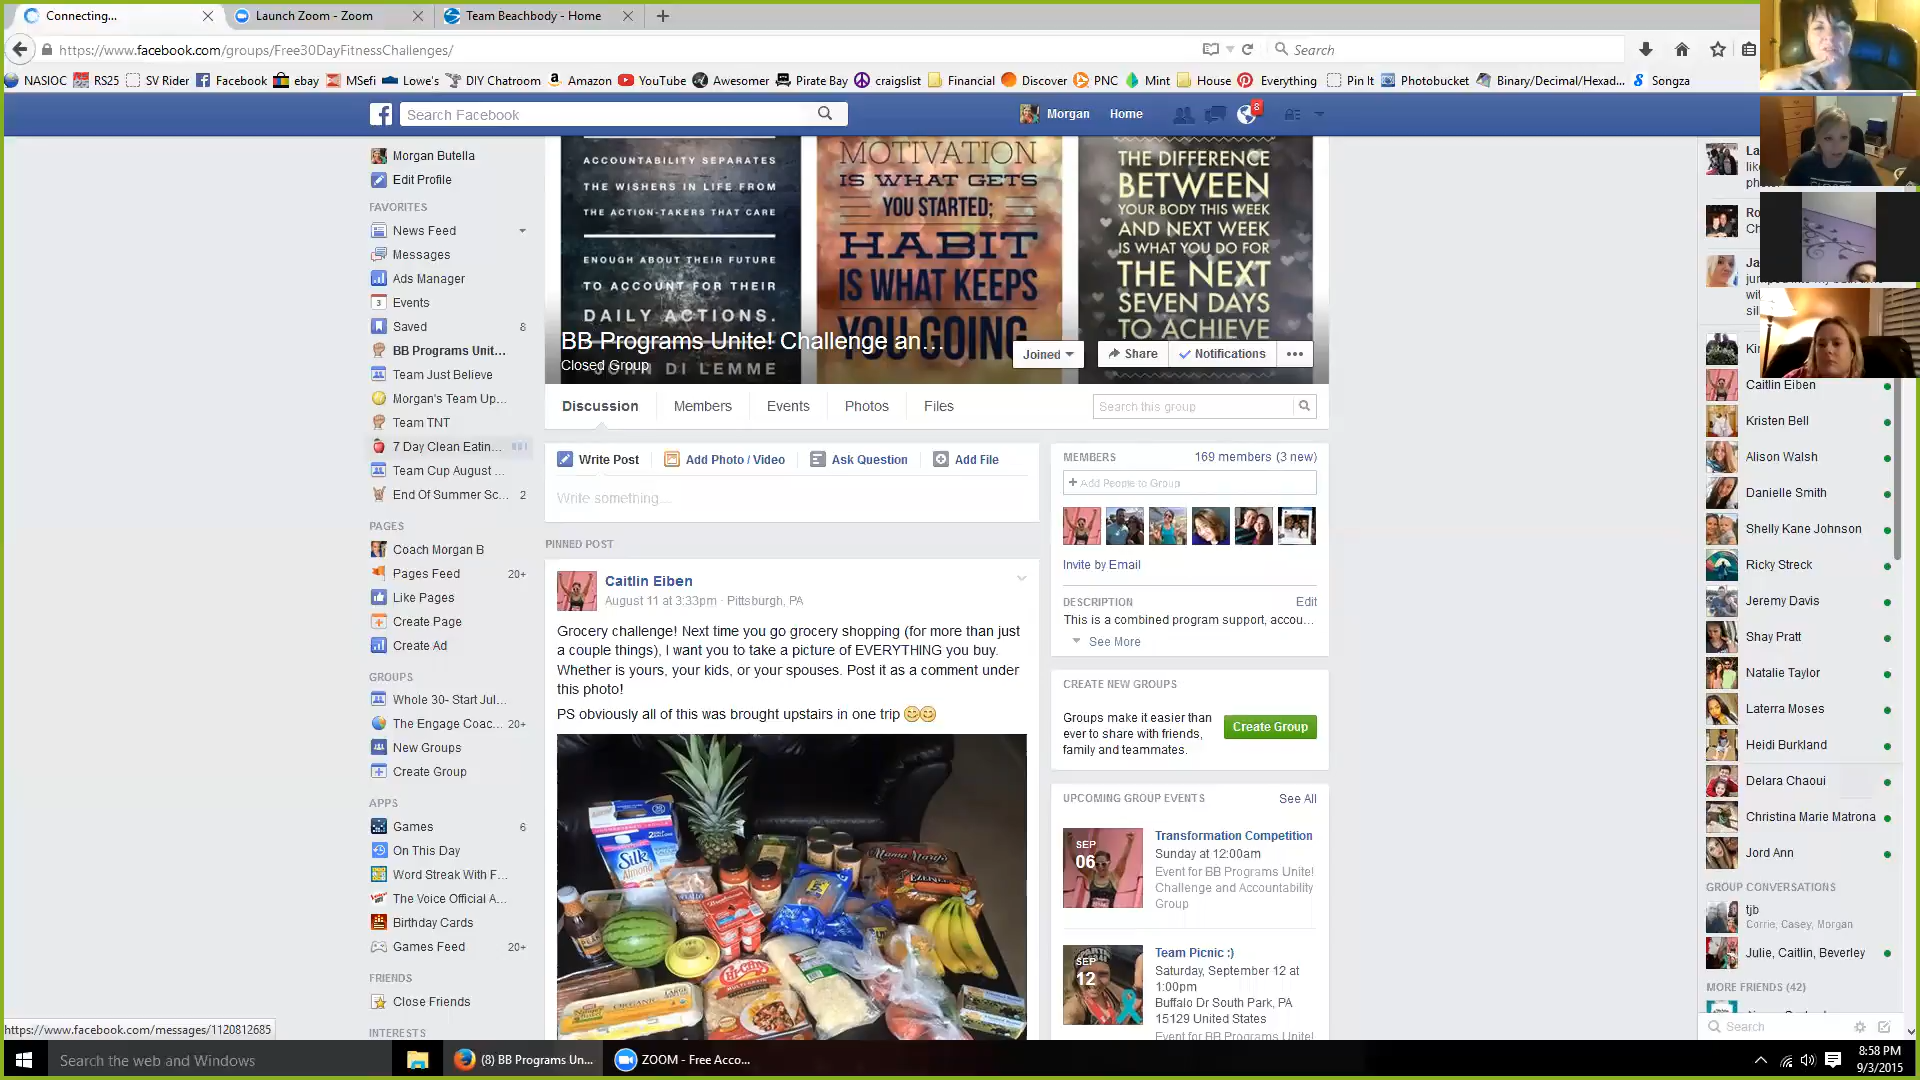 Connecting...
Launch Zoom - Zoom
Team Beachbody - Home
https://www.facebook.com/groups/Free30DayFitnessChallenges/
Search
NASIOC RS25 SV Rider Facebook ebay MSefi Lowe's DIY Chatroom Amazon YouTube Awesomer Pirate Bay craigslist Financial Discover PNC Mint House Everything Pin It Photobucket Binary/Decimal/Hexad... Songza
Search Facebook
Morgan Home 8
Morgan Butella
Edit Profile
FAVORITES
News Feed
Messages
Ads Manager
Events
Saved 8
BB Programs Unit...
Team Just Believe
Morgan's Team Up...
Team TNT
7 Day Clean Eatin...
Team Cup August ...
End Of Summer Sc... 2
PAGES
Coach Morgan B
Pages Feed 20+
Like Pages
Create Page
Create Ad
GROUPS
Whole 30- Start Jul...
The Engage Coac... 20+
New Groups
Create Group
APPS
Games 6
On This Day
Word Streak With F...
The Voice Official A...
Birthday Cards
Games Feed 20+
FRIENDS
Close Friends
INTERESTS
https://www.facebook.com/messages/1120812685
ACCOUNTABILITY SEPARATES
THE WISHERS IN LIFE FROM
THE ACTION-TAKERS THAT CARE
ENOUGH ABOUT THEIR FUTURE
TO ACCOUNT FOR THEIR
DAILY ACTIONS.
JOHN DI LEMME
MOTIVATION
IS WHAT GETS
YOU STARTED;
HABIT
IS WHAT KEEPS
YOU GOING
THE DIFFERENCE
BETWEEN
YOUR BODY THIS WEEK
AND NEXT WEEK
IS WHAT YOU DO FOR
THE NEXT
SEVEN DAYS
TO ACHIEVE
BB Programs Unite! Challenge an...
Closed Group
Joined
Share
Notifications
Discussion Members Events Photos Files
Search this group
Write Post
Add Photo / Video
Ask Question
Add File
Write something...
PINNED POST
Caitlin Eiben
August 11 at 3:33pm · Pittsburgh, PA
Grocery challenge! Next time you go grocery shopping (for more than just
a couple things), I want you to take a picture of EVERYTHING you buy.
Whether is yours, your kids, or your spouses. Post it as a comment under
this photo!
PS obviously all of this was brought upstairs in one trip 😊😊
Silk
Almond
ORGANIC
MEMBERS 169 members (3 new)
+ Add People to Group
Invite by Email
DESCRIPTION Edit
This is a combined program support, accou...
See More
CREATE NEW GROUPS
Groups make it easier than
ever to share with friends,
family and teammates.
Create Group
UPCOMING GROUP EVENTS See All
SEP
06
Transformation Competition
Sunday at 12:00am
Event for BB Programs Unite!
Challenge and Accountability
Group
SEP
12
Team Picnic :)
Saturday, September 12 at
1:00pm
Buffalo Dr South Park, PA
15129 United States
Event for BB Programs Unite!
Caitlin Eiben
Kristen Bell
Alison Walsh
Danielle Smith
Shelly Kane Johnson
Ricky Streck
Jeremy Davis
Shay Pratt
Natalie Taylor
Laterra Moses
Heidi Burkland
Delara Chaoui
Christina Marie Matrona
Jord Ann
GROUP CONVERSATIONS
tjb
Corrie, Casey, Morgan
Julie, Caitlin, Beverley
MORE FRIENDS (42)
Search
Search the web and Windows
(8) BB Programs Un...
ZOOM - Free Acco...
8:58 PM
9/3/2015